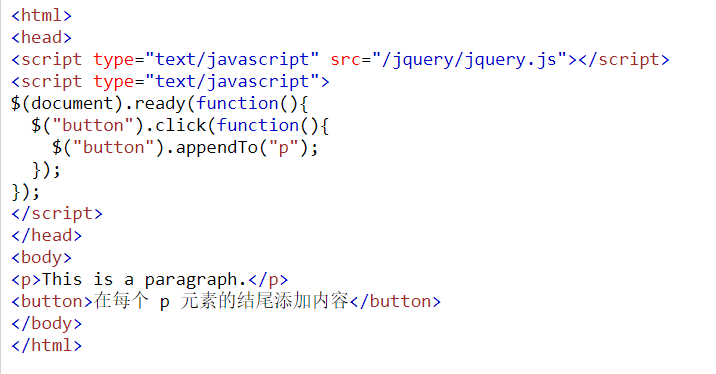 <html>
<head>
<script type="text/javascript" src="/jquery/jquery.js"></script>
<script type="text/javascript">
$(document).ready(function(){
  $("button").click(function(){
    $("button").appendTo("p");
  });
});
</script>
</head>
<body>
<p>This is a paragraph.</p>
<button>在每个 p 元素的结尾添加内容</button>
</body>
</html>